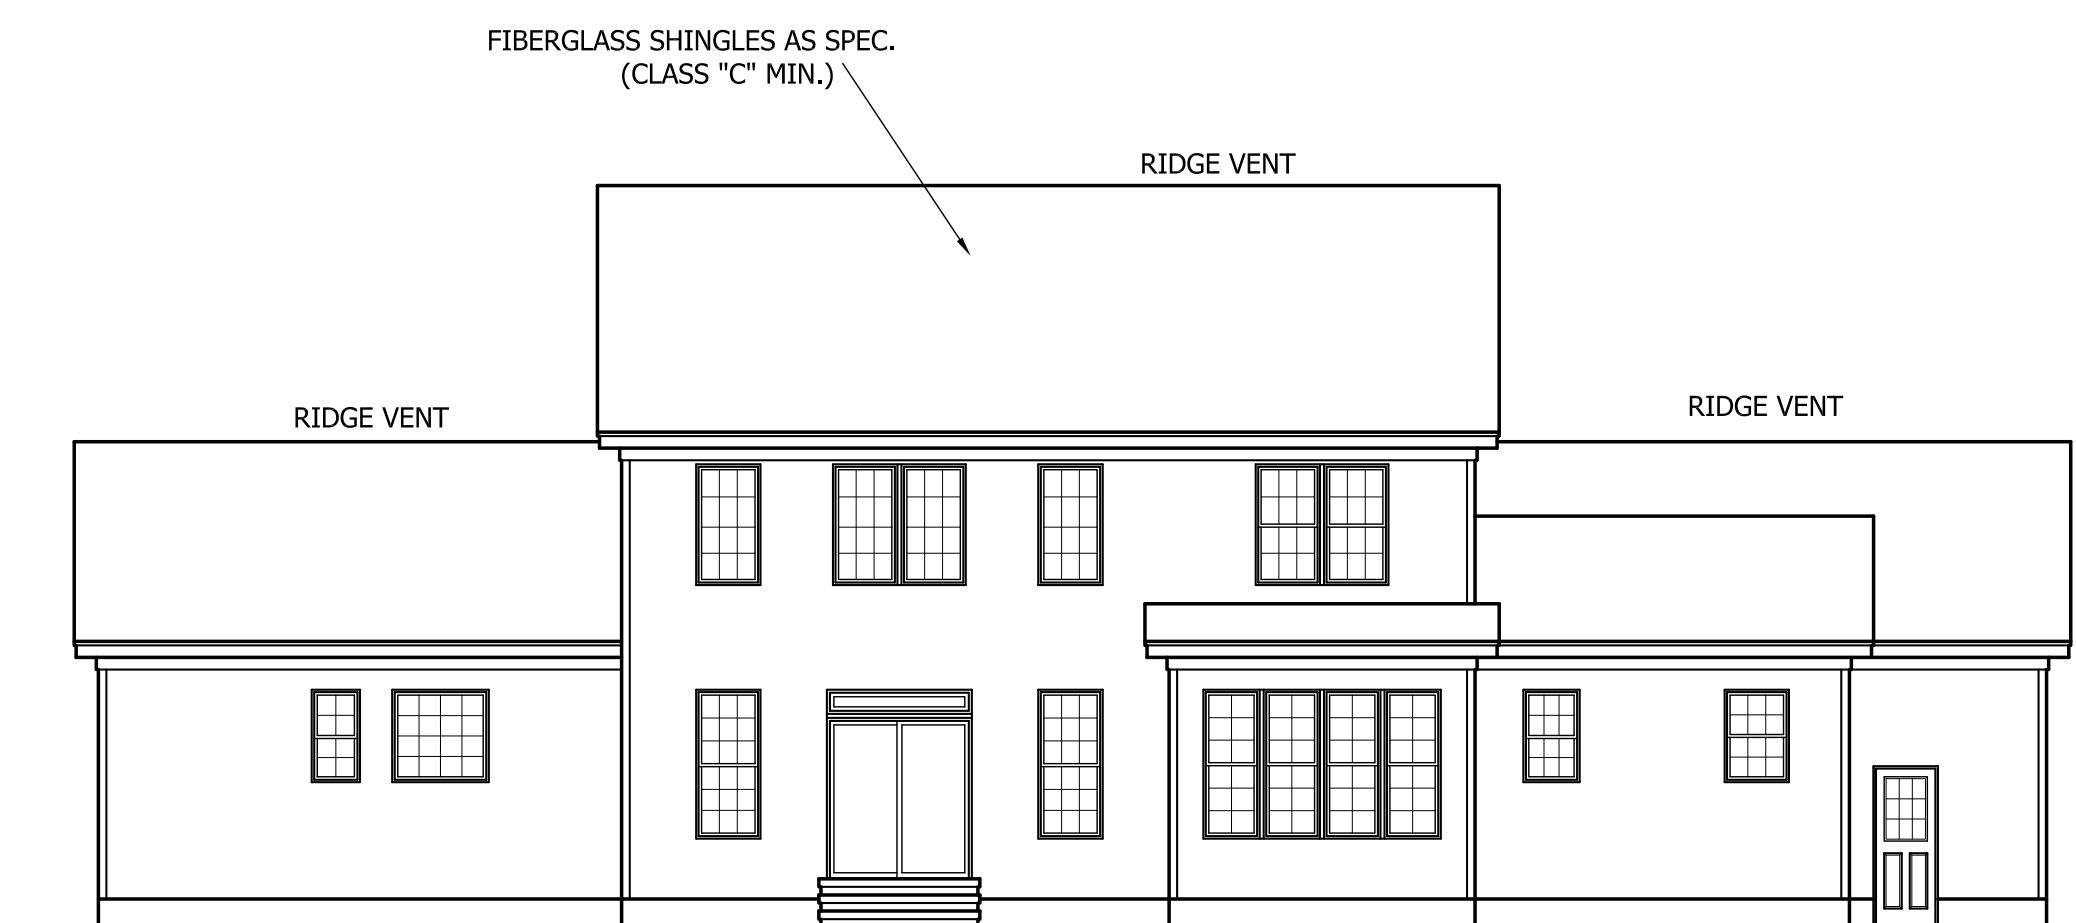 FIBERGLASS SHINGLES AS SPEC.
(CLASS "C" MIN.)
RIDGE VENT
RIDGE VENT
RIDGE VENT